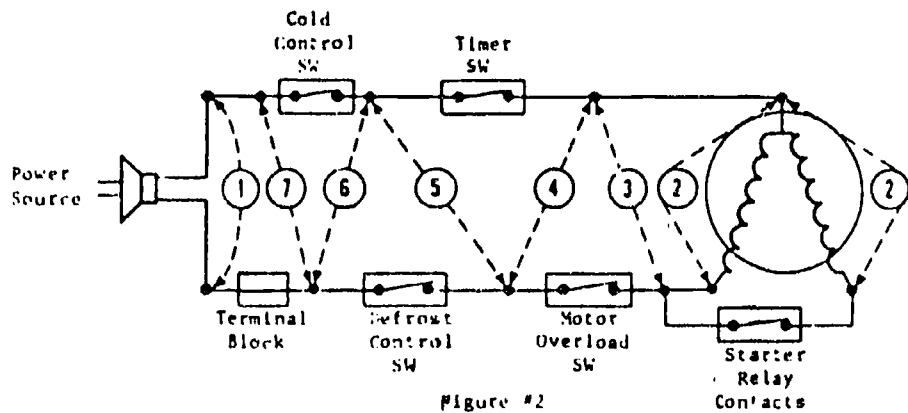 Cold
Control
SW
Timer
SW
Power
Source
1
7
6
5
4
3
2
2
Terminal
Block
Defrost
Control
SW
Motor
Overload
SW
Starter
Relay
Contacts
Figure #2